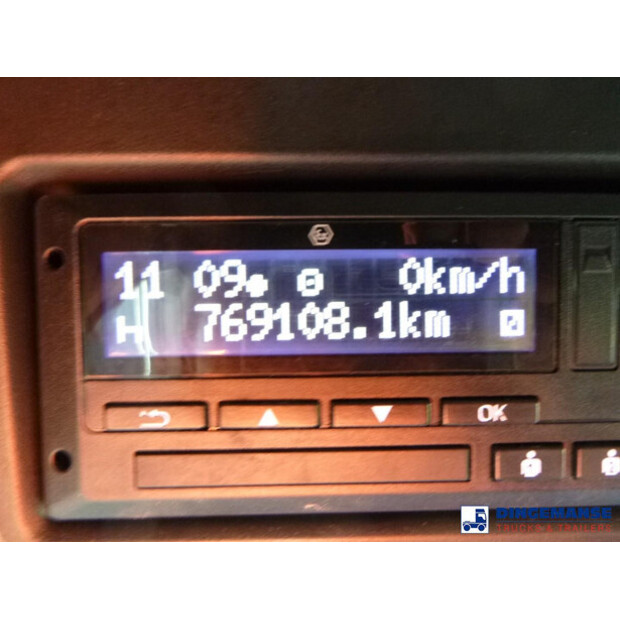 11 09 0km/h
H 769108.1km
OK
DINGEMANSE
TRUCKS & TRAILERS